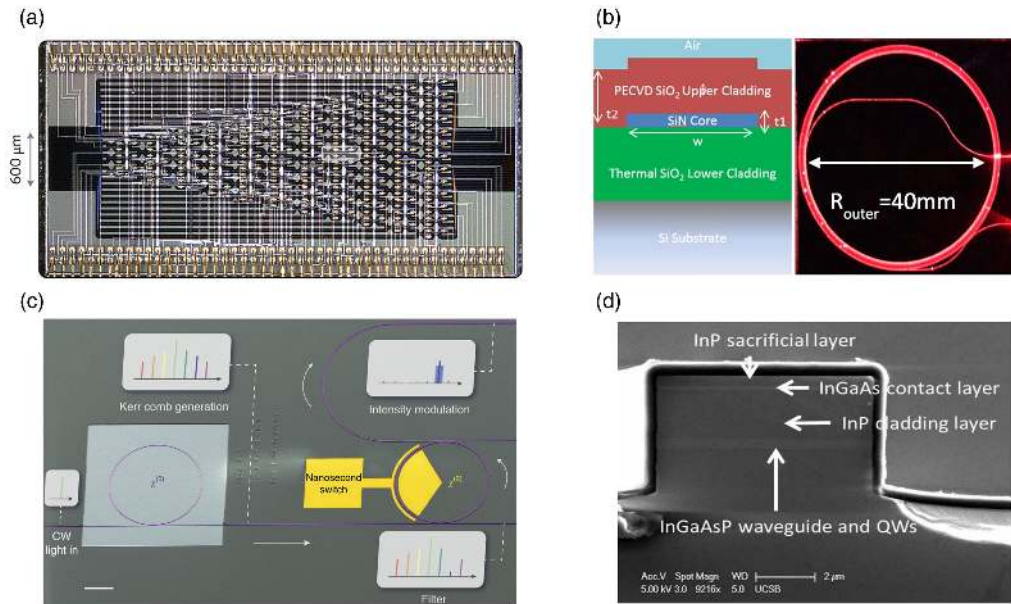 (a)
600 μm
(b)
Air
PECVD SiO₂ Upper Cladding
t2
SiN Core
t1
w
Thermal SiO₂ Lower Cladding
Si Substrate
R outer =40mm
(c)
Kerr comb generation
Intensity modulation
χ⁽³⁾
Nanosecond
switch
CW
light in
Filter
(d)
InP sacrificial layer
InGaAs contact layer
InP cladding layer
InGaAsP waveguide and QWs
Acc.V Spot Magn WD 2 μm
5.00 kV 3.0 9216x 5.0 UCSB